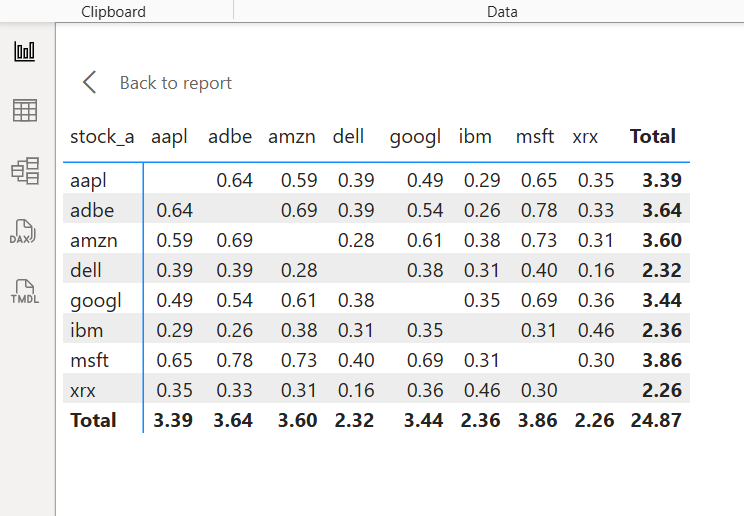 Clipboard Data
Back to report
stock_a aapl adbe amzn dell googl ibm msft xrx Total
aapl 0.64 0.59 0.39 0.49 0.29 0.65 0.35 3.39
adbe 0.64 0.69 0.39 0.54 0.26 0.78 0.33 3.64
amzn 0.59 0.69 0.28 0.61 0.38 0.73 0.31 3.60
dell 0.39 0.39 0.28 0.38 0.31 0.40 0.16 2.32
googl 0.49 0.54 0.61 0.38 0.35 0.69 0.36 3.44
ibm 0.29 0.26 0.38 0.31 0.35 0.31 0.46 2.36
msft 0.65 0.78 0.73 0.40 0.69 0.31 0.30 3.86
xrx 0.35 0.33 0.31 0.16 0.36 0.46 0.30 2.26
Total 3.39 3.64 3.60 2.32 3.44 2.36 3.86 2.26 24.87
DAX
TMDL